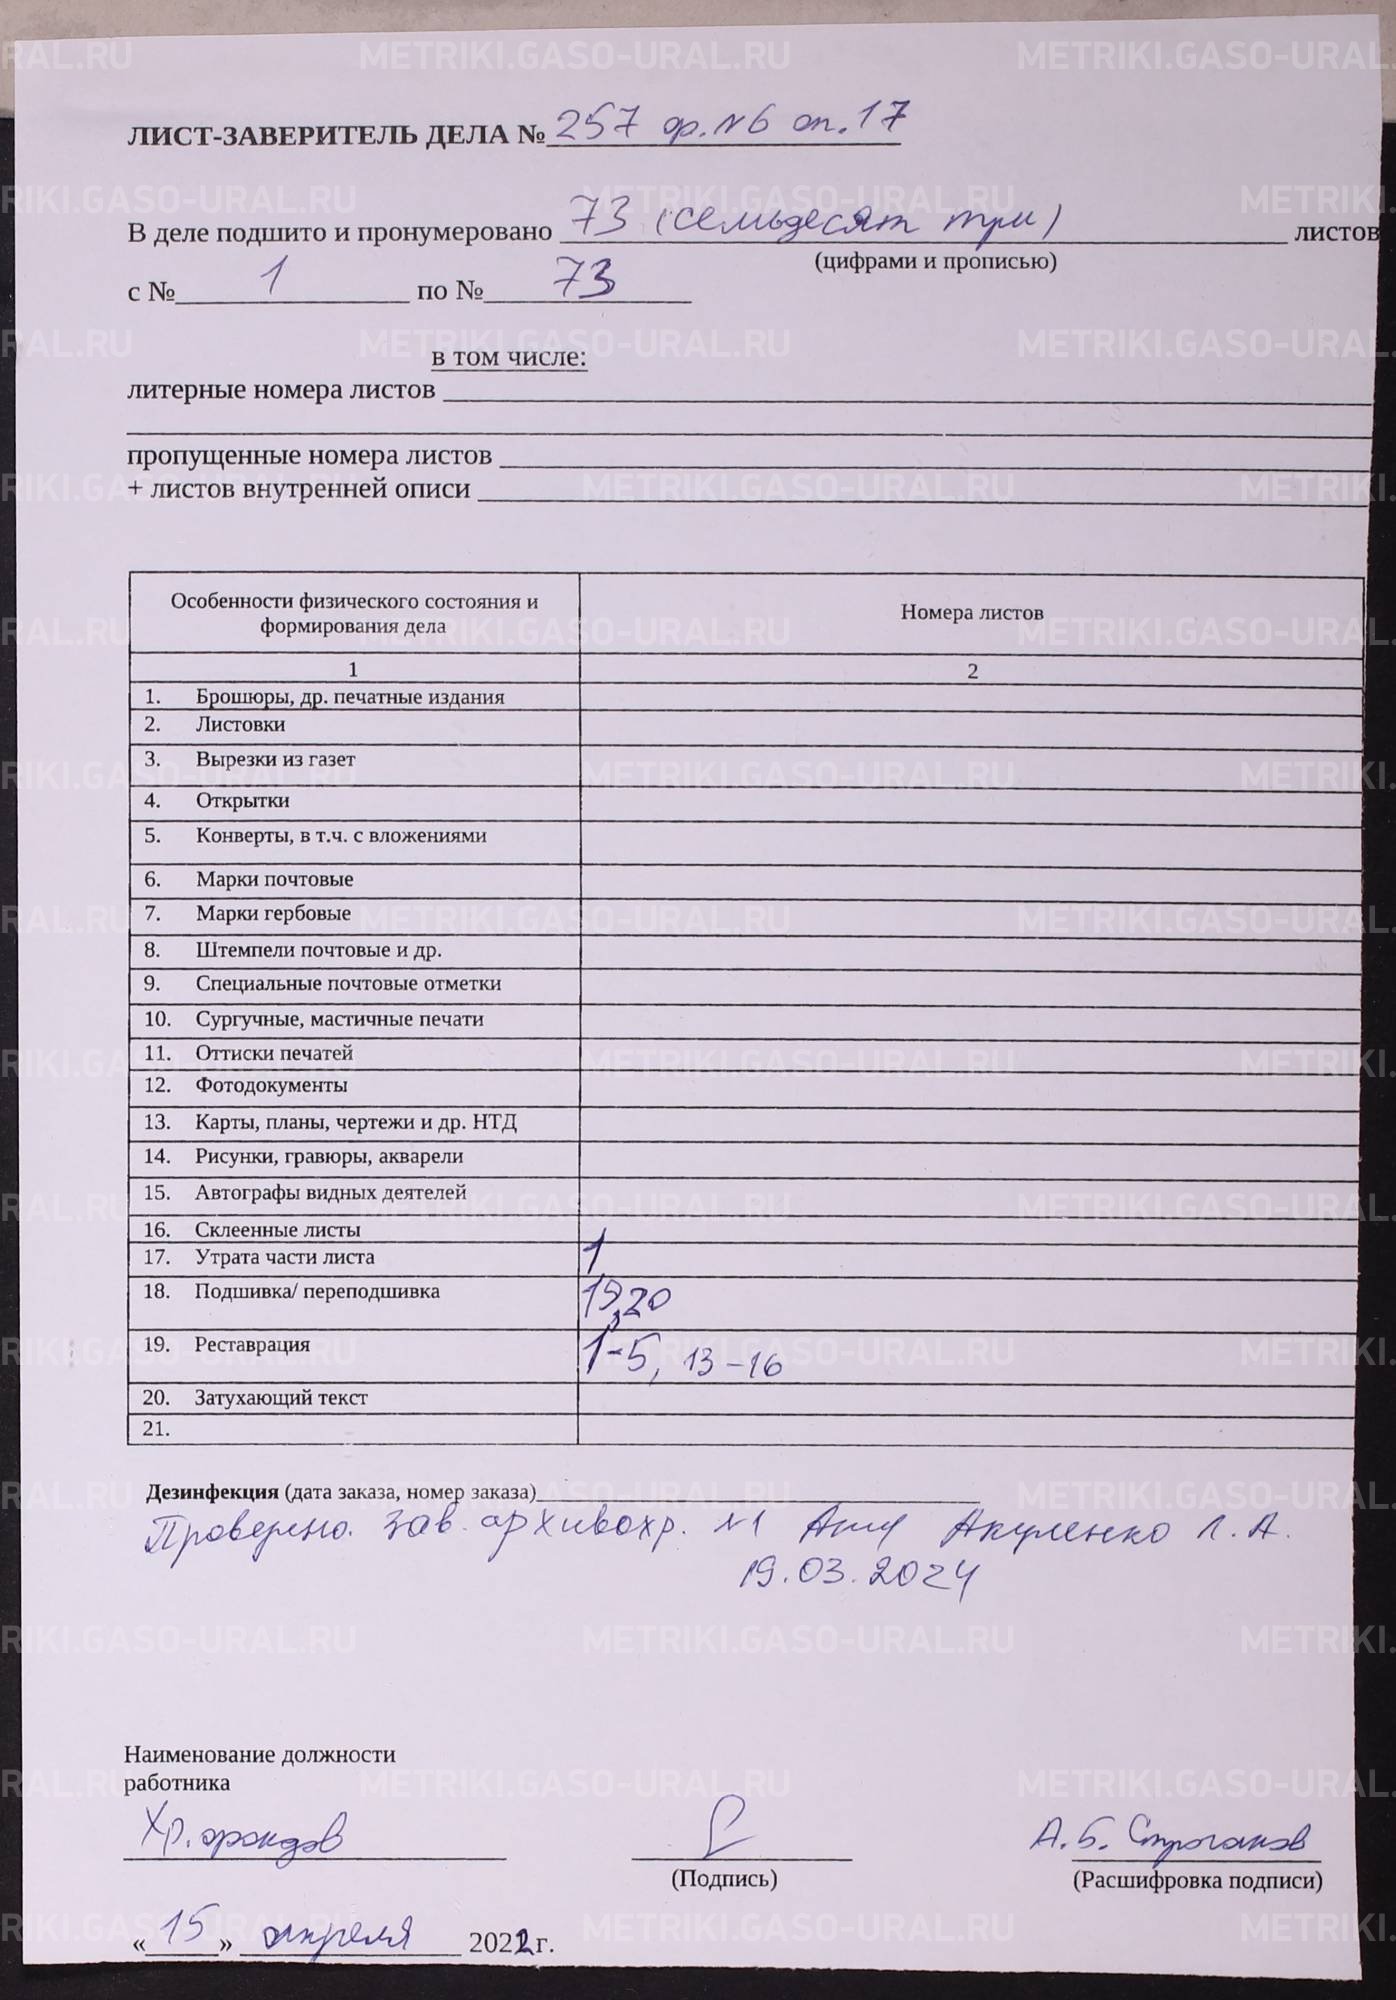 ЛИСТ-ЗАВЕРИТЕЛЬ ДЕЛА № 257 ф.№6 оп.17
В деле подшито и пронумеровано 73 (семьдесят три) листов
(цифрами и прописью)
с № 1 по № 73
в том числе:
литерные номера листов
пропущенные номера листов
+ листов внутренней описи
Особенности физического состояния и формирования дела Номера листов
1 2
1. Брошюры, др. печатные издания
2. Листовки
3. Вырезки из газет
4. Открытки
5. Конверты, в т.ч. с вложениями
6. Марки почтовые
7. Марки гербовые
8. Штемпели почтовые и др.
9. Специальные почтовые отметки
10. Сургучные, мастичные печати
11. Оттиски печатей
12. Фотодокументы
13. Карты, планы, чертежи и др. НТД
14. Рисунки, гравюры, акварели
15. Автографы видных деятелей
16. Склеенные листы
17. Утрата части листа 1
18. Подшивка/ переподшивка 19,20
19. Реставрация 1-5, 13-16
20. Затухающий текст
21.
Дезинфекция (дата заказа, номер заказа)
Проверено. Зав. архивохр. №1 Акуленко Л.А.
19.03.2024
Наименование должности
работника
Хр. фондов А.Б. Строганов
(Подпись) (Расшифровка подписи)
«15» апреля 2022 г.
METRIKI.GASO-URAL.RU